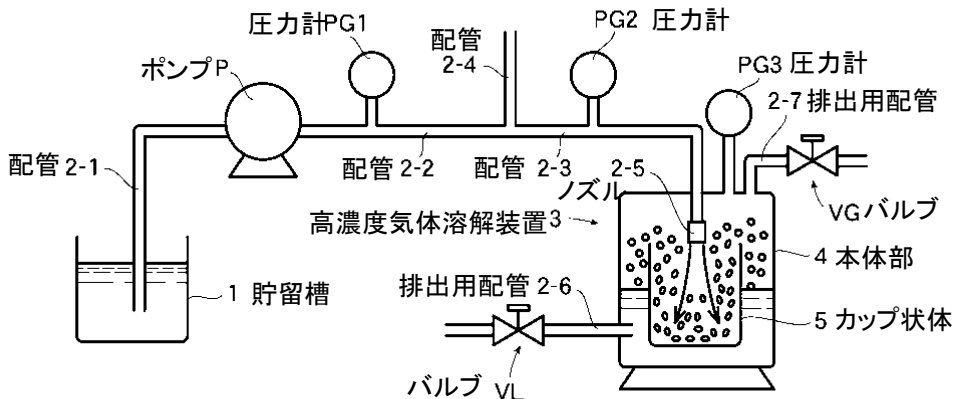 圧力計PG1
配管
2-4
PG2 圧力計
ポンプP
PG3 圧力計
2-7排出用配管
配管 2-1
配管 2-2
配管 2-3
2-5
ノズル
高濃度気体溶解装置3
VGバルブ
4 本体部
1 貯留槽
排出用配管 2-6
5 カップ状体
バルブ VL